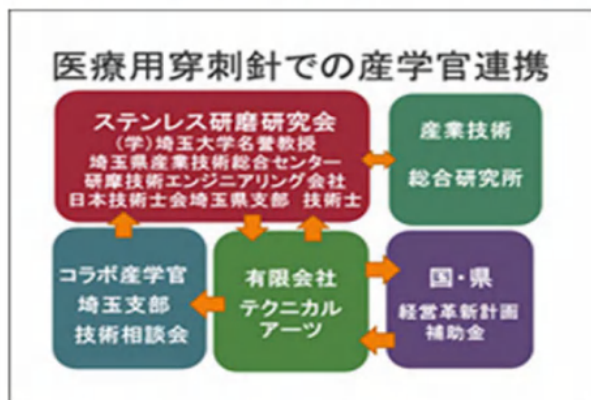 医療用穿刺針での産学官連携
ステンレス研磨研究会
(学)埼玉大学名誉教授
埼玉県産業技術総合センター
研摩技術エンジニアリング会社
日本技術士会埼玉県支部 技術士
産業技術
総合研究所
コラボ産学官
埼玉支部
技術相談会
有限会社
テクニカル
アーツ
国・県
経営革新計画
補助金